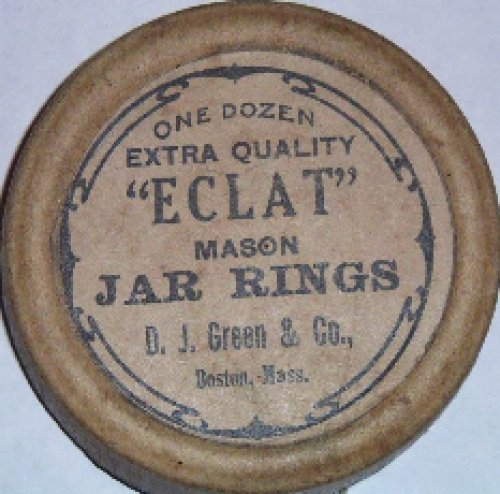 ONE DOZEN
EXTRA QUALITY
"ECLAT"
MASON
JAR RINGS
D. J. Green & Co.,
Boston, Mass.